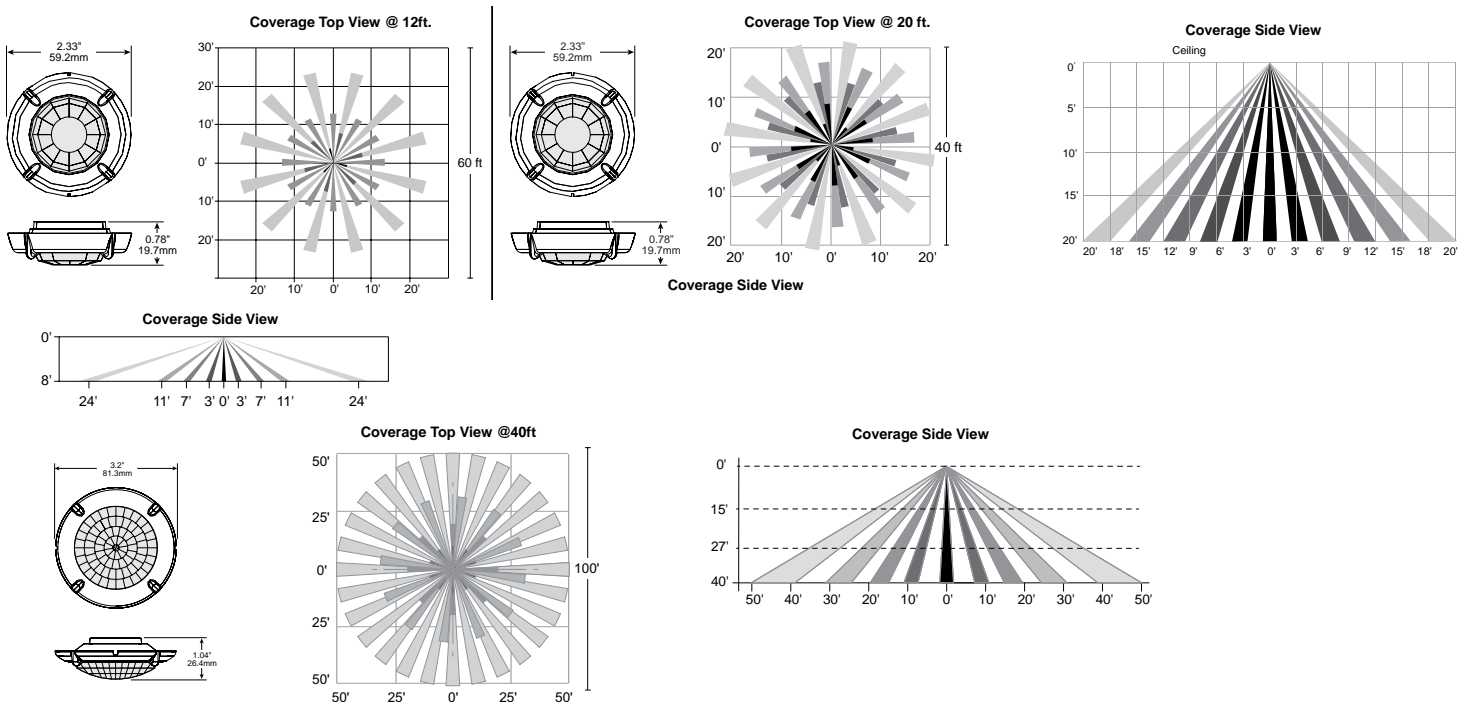 Coverage Top View @ 12ft.
2.33"
59.2mm
30'
20'
10'
0'
10'
20'
60 ft
20' 10' 0' 10' 20'
0.78"
19.7mm
Coverage Top View @ 20 ft.
2.33"
59.2mm
20'
10'
0'
10'
20'
40 ft
20' 10' 0' 10' 20'
0.78"
19.7mm
Coverage Side View
Coverage Side View
Ceiling
0'
5'
10'
15'
20'
20' 18' 15' 12' 9' 6' 3' 0' 3' 6' 9' 12' 15' 18' 20'
Coverage Side View
0'
8'
24' 11' 7' 3' 0' 3' 7' 11' 24'
3.2"
81.3mm
1.04"
26.4mm
Coverage Top View @40ft
50'
25'
0'
25'
50'
100'
50' 25' 0' 25' 50'
Coverage Side View
0'
15'
27'
40'
50' 40' 30' 20' 10' 0' 10' 20' 30' 40' 50'